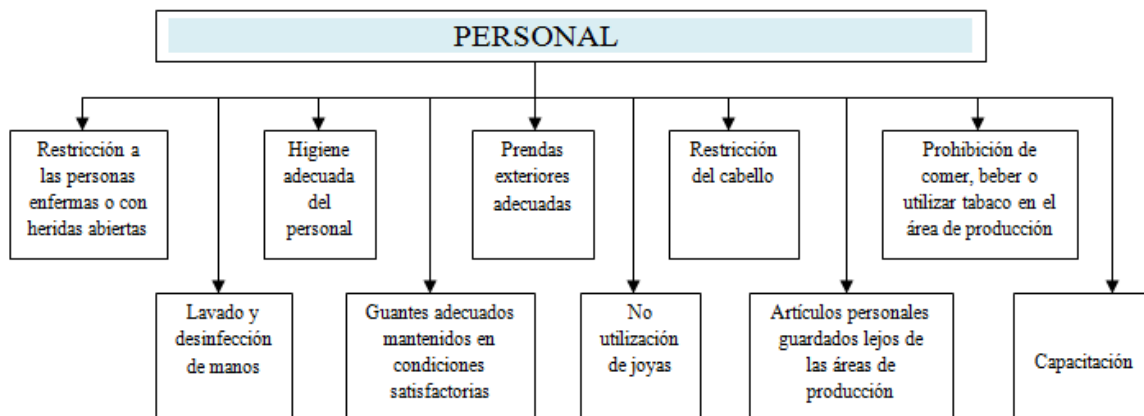 PERSONAL
Restricción a
las personas
enfermas o con
heridas abiertas
Higiene
adecuada
del
personal
Prendas
exteriores
adecuadas
Restricción
del cabello
Prohibición de
comer, beber o
utilizar tabaco en el
área de producción
Lavado y
desinfección
de manos
Guantes adecuados
mantenidos en
condiciones
satisfactorias
No
utilización
de joyas
Artículos personales
guardados lejos de
las áreas de
producción
Capacitación